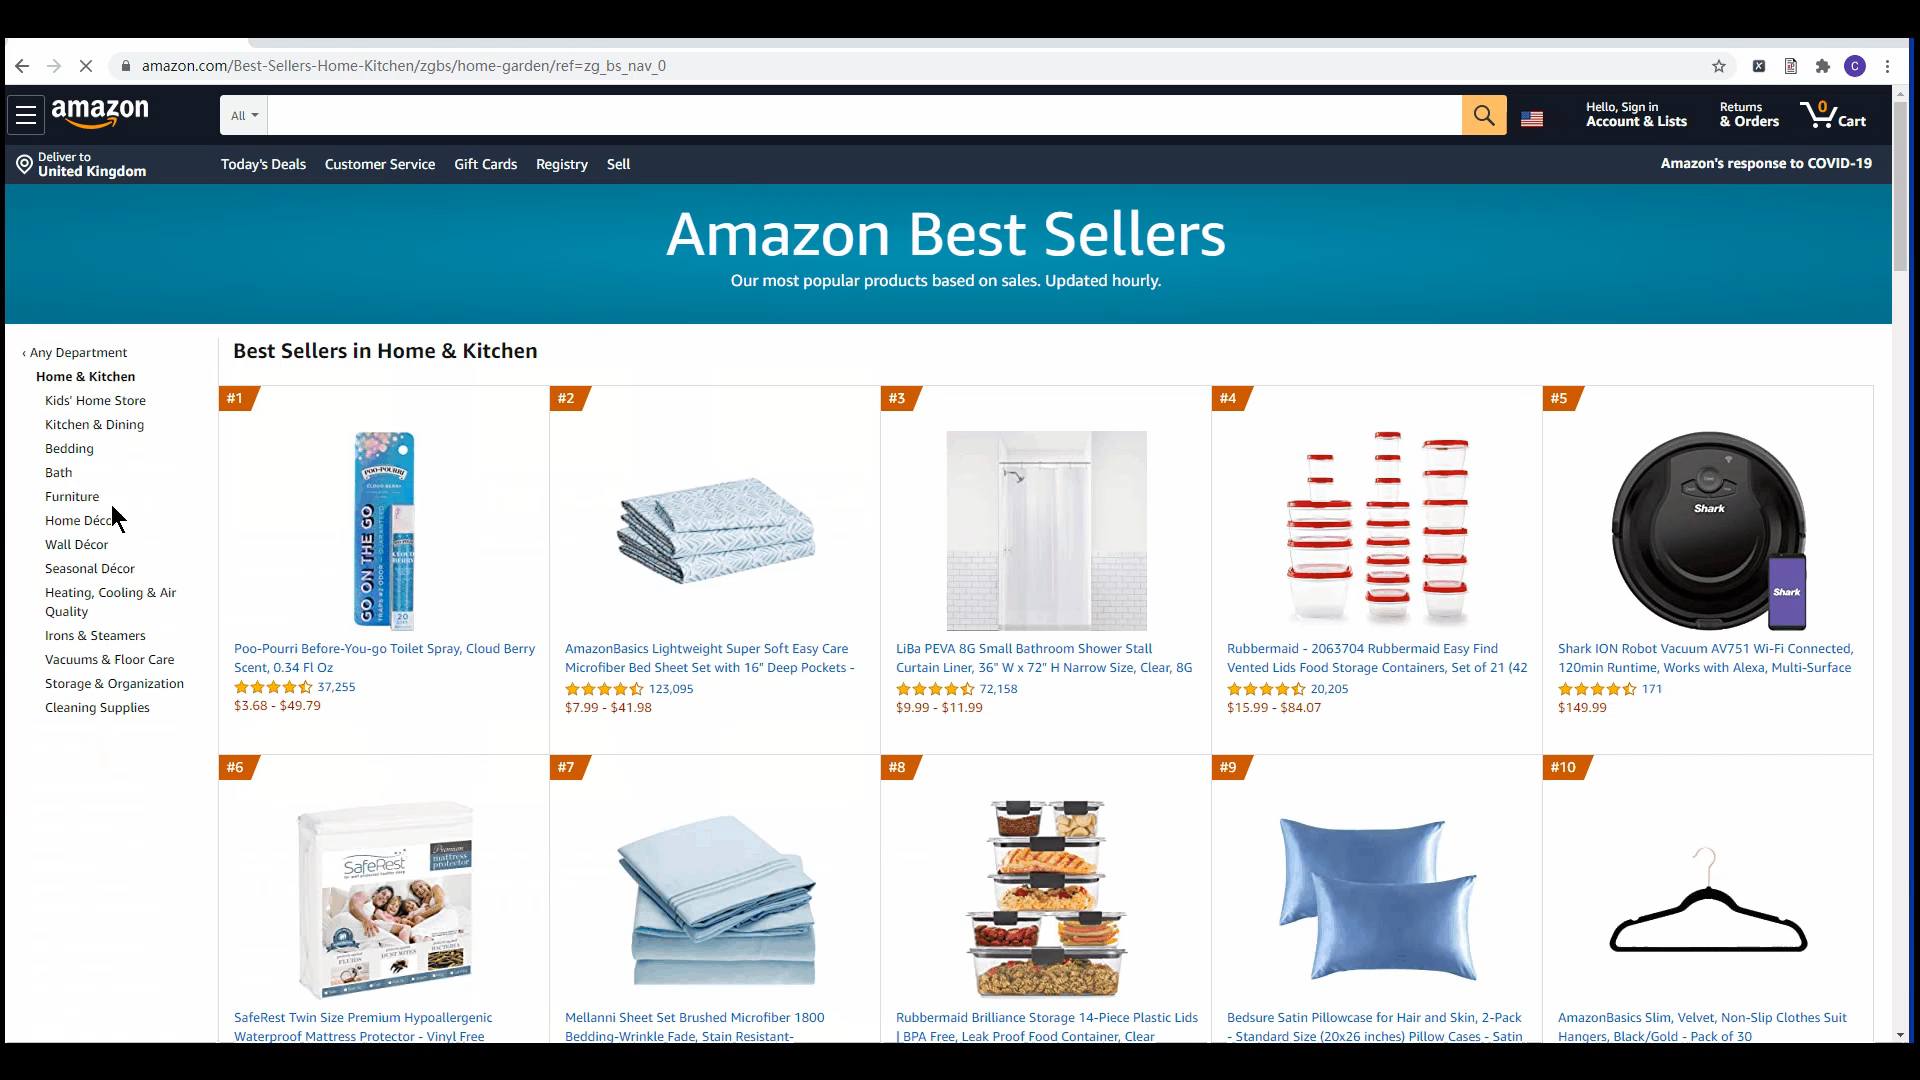 amazon.com/Best-Sellers-Home-Kitchen/zgbs/home-garden/ref=zg_bs_nav_0
C
amazon
All
Hello, Sign in
Account & Lists
Returns
& Orders
0
Cart
Deliver to
United Kingdom
Today's Deals
Customer Service
Gift Cards
Registry
Sell
Amazon's response to COVID-19
Amazon Best Sellers
Our most popular products based on sales. Updated hourly.
‹ Any Department
Home & Kitchen
Kids' Home Store
Kitchen & Dining
Bedding
Bath
Furniture
Home Déco
Wall Décor
Seasonal Décor
Heating, Cooling & Air
Quality
Irons & Steamers
Vacuums & Floor Care
Storage & Organization
Cleaning Supplies
Best Sellers in Home & Kitchen
#1
POO-POURRI
GO ON THE GO
Poo-Pourri Before-You-go Toilet Spray, Cloud Berry
Scent, 0.34 Fl Oz
37,255
$3.68 - $49.79
#2
AmazonBasics Lightweight Super Soft Easy Care
Microfiber Bed Sheet Set with 16" Deep Pockets -
123,095
$7.99 - $41.98
#3
LiBa PEVA 8G Small Bathroom Shower Stall
Curtain Liner, 36" W x 72" H Narrow Size, Clear, 8G
72,158
$9.99 - $11.99
#4
Rubbermaid - 2063704 Rubbermaid Easy Find
Vented Lids Food Storage Containers, Set of 21 (42
20,205
$15.99 - $84.07
#5
Shark
Shark
Shark ION Robot Vacuum AV751 Wi-Fi Connected,
120min Runtime, Works with Alexa, Multi-Surface
171
$149.99
#6
SafeRest
Premium
mattress
protector
SafeRest Twin Size Premium Hypoallergenic
Waterproof Mattress Protector - Vinyl Free
#7
Mellanni Sheet Set Brushed Microfiber 1800
Bedding-Wrinkle Fade, Stain Resistant-
#8
Rubbermaid Brilliance Storage 14-Piece Plastic Lids
| BPA Free, Leak Proof Food Container, Clear
#9
Bedsure Satin Pillowcase for Hair and Skin, 2-Pack
- Standard Size (20x26 inches) Pillow Cases - Satin
#10
AmazonBasics Slim, Velvet, Non-Slip Clothes Suit
Hangers, Black/Gold - Pack of 30